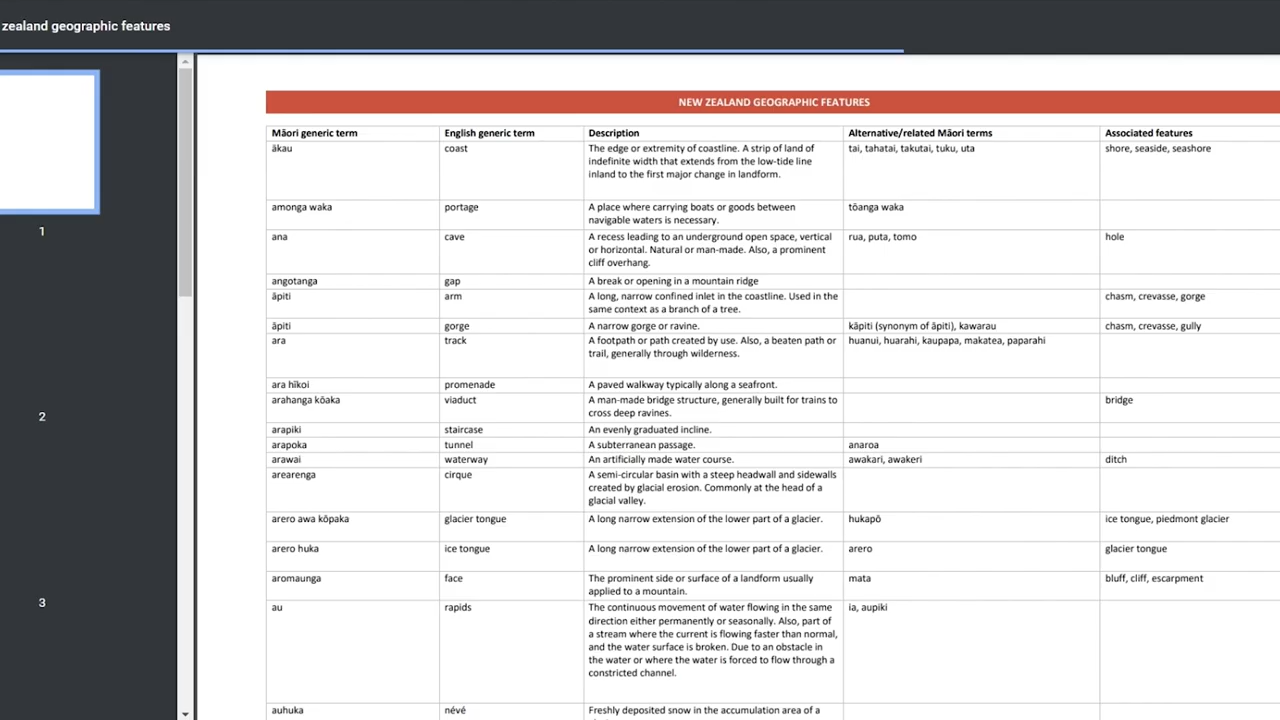 zealand geographic features
1
2
3
NEW ZEALAND GEOGRAPHIC FEATURES
Māori generic term English generic term Description Alternative/related Māori terms Associated features
ākau coast The edge or extremity of coastline. A strip of land of tai, tahatai, takutai, tuku, uta shore, seaside, seashore
indefinite width that extends from the low-tide line
inland to the first major change in landform.
amonga waka portage A place where carrying boats or goods between tōanga waka
navigable waters is necessary.
ana cave A recess leading to an underground open space, vertical rua, puta, tomo hole
or horizontal. Natural or man-made. Also, a prominent
cliff overhang.
angotanga gap A break or opening in a mountain ridge
āpiti arm A long, narrow confined inlet in the coastline. Used in the chasm, crevasse, gorge
same context as a branch of a tree.
āpiti gorge A narrow gorge or ravine. kāpiti (synonym of āpiti), kawarau chasm, crevasse, gully
ara track A footpath or path created by use. Also, a beaten path or huanui, huarahi, kaupapa, makatea, paparahi
trail, generally through wilderness.
ara hīkoi promenade A paved walkway typically along a seafront.
arahanga kōaka viaduct A man-made bridge structure, generally built for trains to bridge
cross deep ravines.
arapiki staircase An evenly graduated incline.
arapoka tunnel A subterranean passage. anaroa
arawai waterway An artificially made water course. awakari, awakeri ditch
arearenga cirque A semi-circular basin with a steep headwall and sidewalls
created by glacial erosion. Commonly at the head of a
glacial valley.
arero awa kōpaka glacier tongue A long narrow extension of the lower part of a glacier. hukapō ice tongue, piedmont glacier
arero huka ice tongue A long narrow extension of the lower part of a glacier. arero glacier tongue
aromaunga face The prominent side or surface of a landform usually mata bluff, cliff, escarpment
applied to a mountain.
au rapids The continuous movement of water flowing in the same ia, aupiki
direction either permanently or seasonally. Also, part of
a stream where the current is flowing faster than normal,
and the water surface is broken. Due to an obstacle in
the water or where the water is forced to flow through a
constricted channel.
auhuka névé Freshly deposited snow in the accumulation area of a